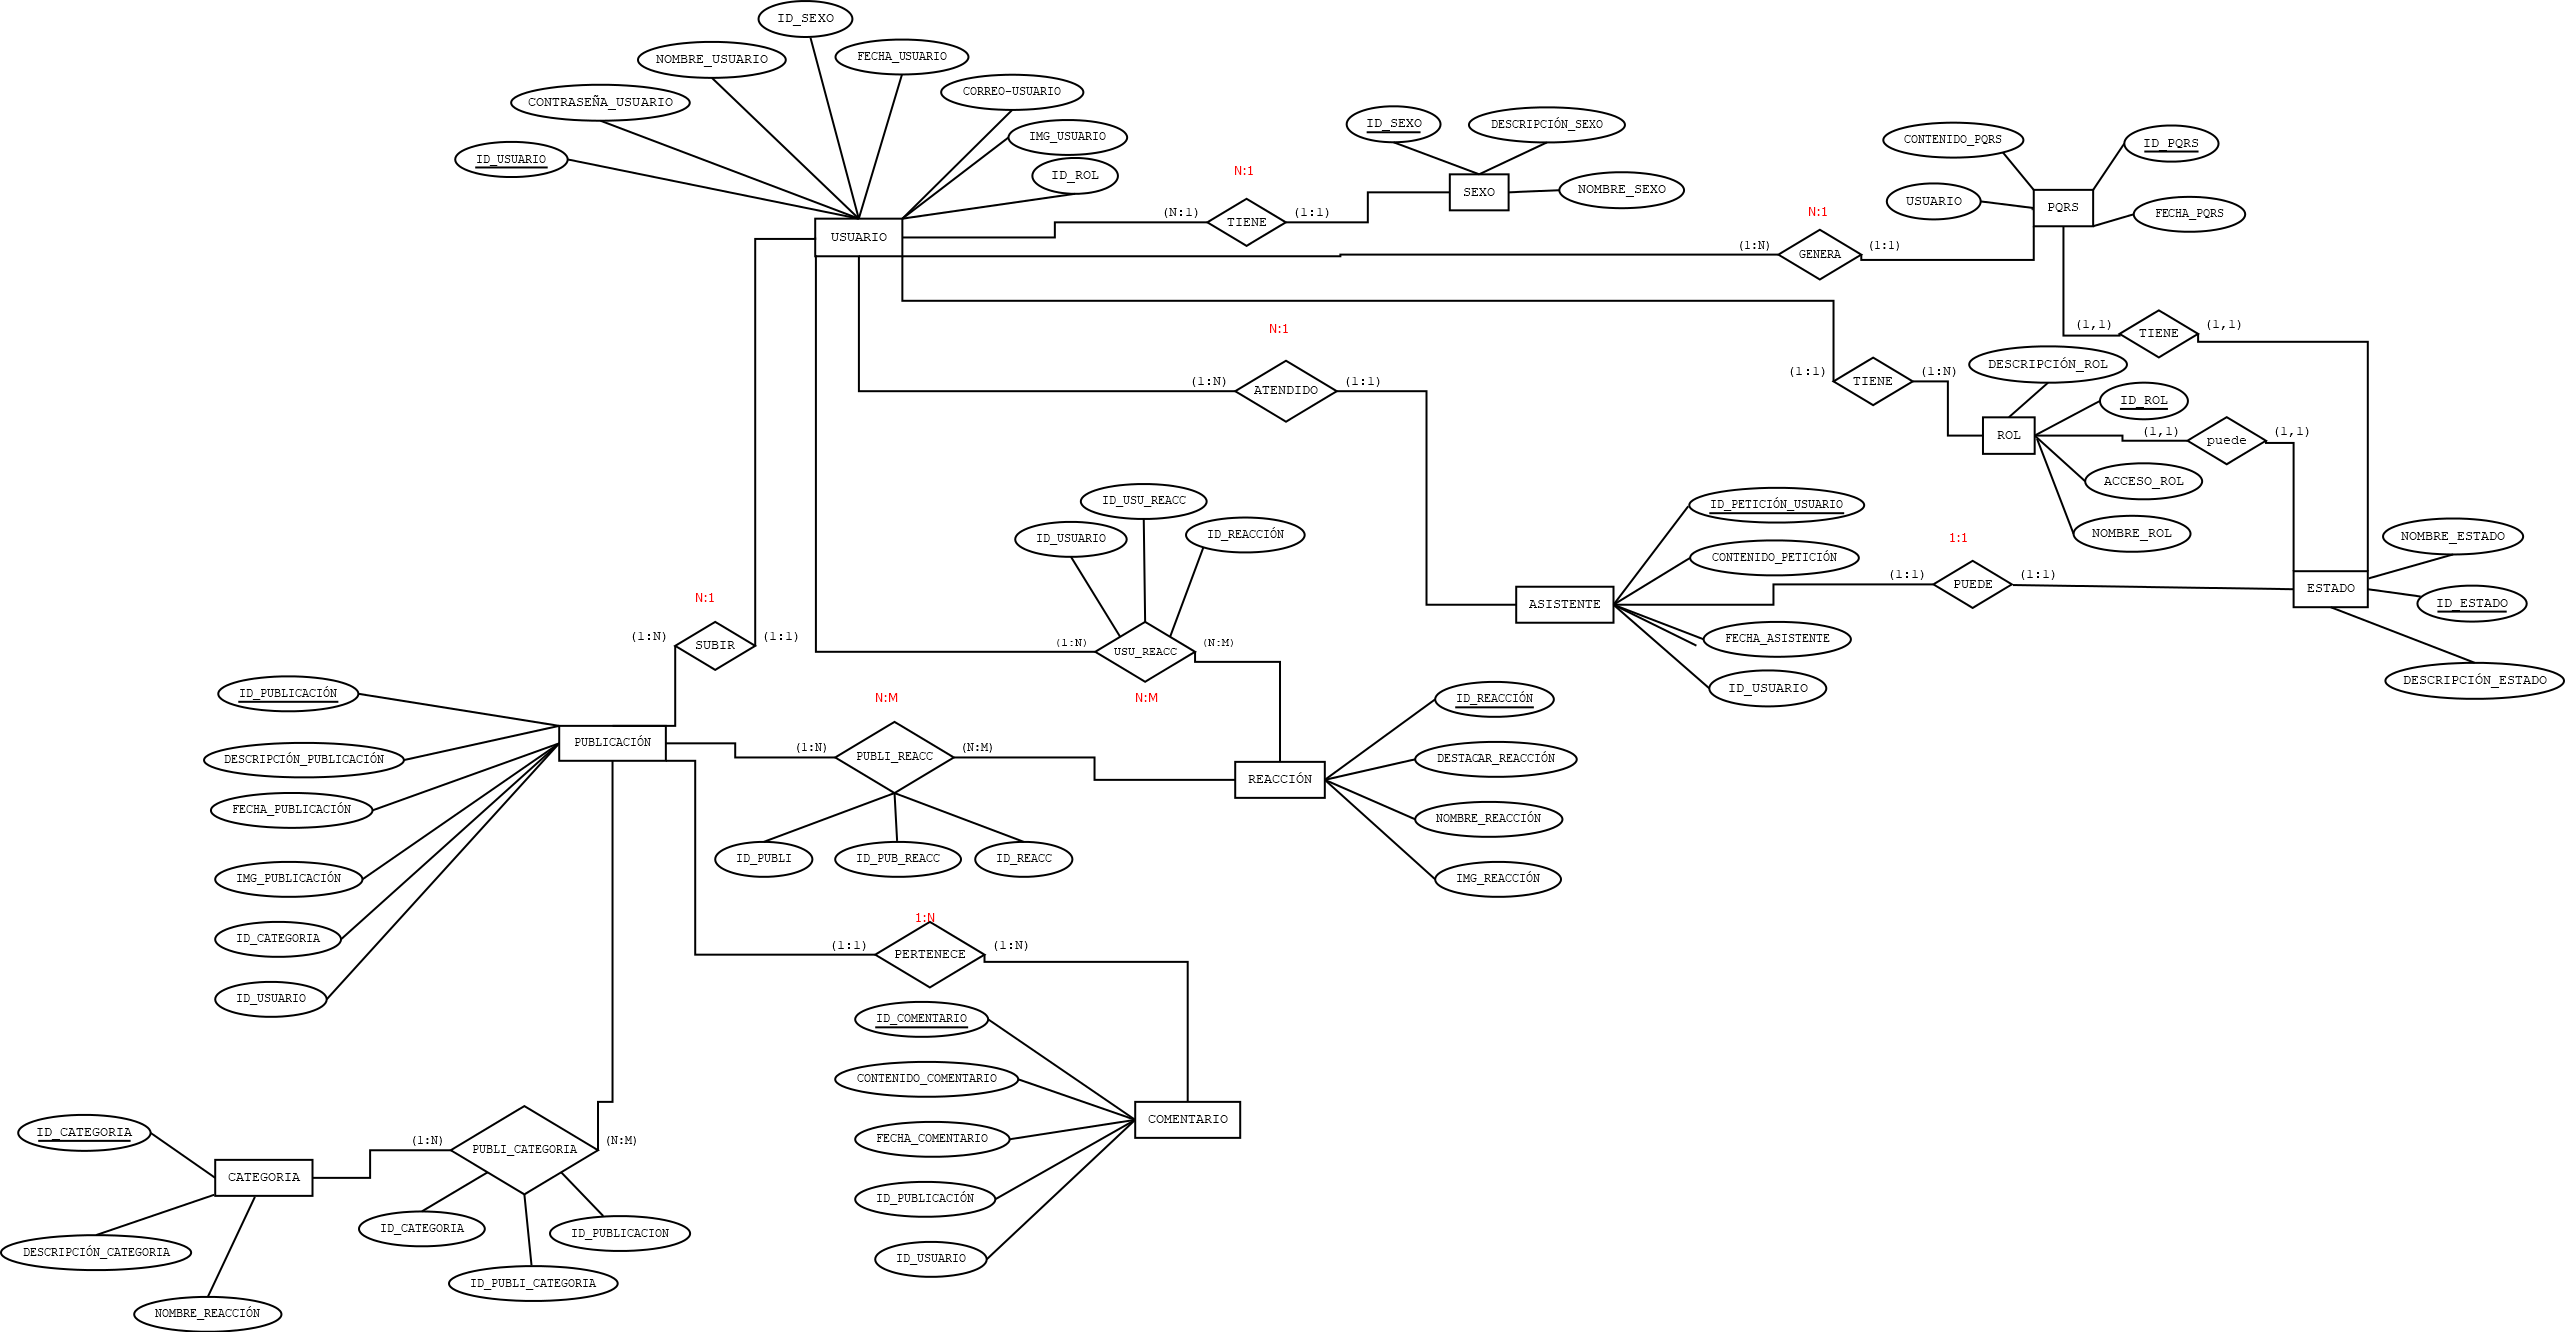 ID_SEXO
NOMBRE_USUARIO
FECHA_USUARIO
CONTRASEÑA_USUARIO
CORREO-USUARIO
ID_USUARIO
IMG_USUARIO
ID_ROL
USUARIO
N:1
(N:1)
TIENE
(1:1)
ID_SEXO
DESCRIPCIÓN_SEXO
SEXO
NOMBRE_SEXO
N:1
(1:N)
GENERA
(1:1)
CONTENIDO_PQRS
ID_PQRS
USUARIO
PQRS
FECHA_PQRS
(1,1)
TIENE
(1,1)
N:1
(1:N)
ATENDIDO
(1:1)
(1:1)
TIENE
(1:N)
DESCRIPCIÓN_ROL
ID_ROL
ROL
(1,1)
puede
(1,1)
ACCESO_ROL
NOMBRE_ROL
ID_USU_REACC
ID_USUARIO
ID_REACCIÓN
(1:N)
USU_REACC
(N:M)
N:M
ID_PETICIÓN_USUARIO
CONTENIDO_PETICIÓN
ASISTENTE
FECHA_ASISTENTE
ID_USUARIO
1:1
(1:1)
PUEDE
(1:1)
NOMBRE_ESTADO
ESTADO
ID_ESTADO
DESCRIPCIÓN_ESTADO
N:1
(1:N)
SUBIR
(1:1)
ID_PUBLICACIÓN
PUBLICACIÓN
DESCRIPCIÓN_PUBLICACIÓN
FECHA_PUBLICACIÓN
IMG_PUBLICACIÓN
ID_CATEGORIA
ID_USUARIO
N:M
(1:N)
PUBLI_REACC
(N:M)
ID_PUBLI
ID_PUB_REACC
ID_REACC
ID_REACCIÓN
DESTACAR_REACCIÓN
REACCIÓN
NOMBRE_REACCIÓN
IMG_REACCIÓN
1:N
(1:1)
PERTENECE
(1:N)
ID_COMENTARIO
CONTENIDO_COMENTARIO
COMENTARIO
FECHA_COMENTARIO
ID_PUBLICACIÓN
ID_USUARIO
ID_CATEGORIA
CATEGORIA
(1:N)
PUBLI_CATEGORIA
(N:M)
ID_CATEGORIA
ID_PUBLICACION
DESCRIPCIÓN_CATEGORIA
ID_PUBLI_CATEGORIA
NOMBRE_REACCIÓN